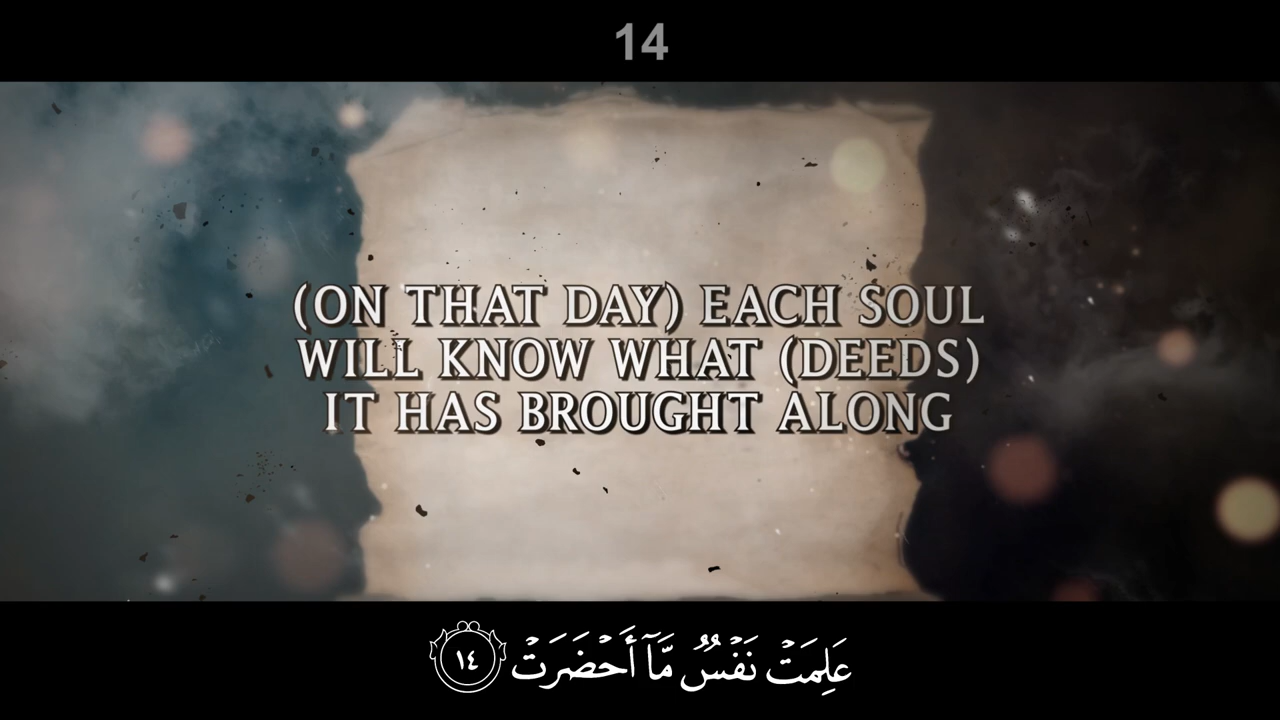 14
(ON THAT DAY) EACH SOUL
WILL KNOW WHAT (DEEDS)
IT HAS BROUGHT ALONG
عَلِمَتۡ نَفۡسٌ مَّآ أَحۡضَرَتۡ ١٤